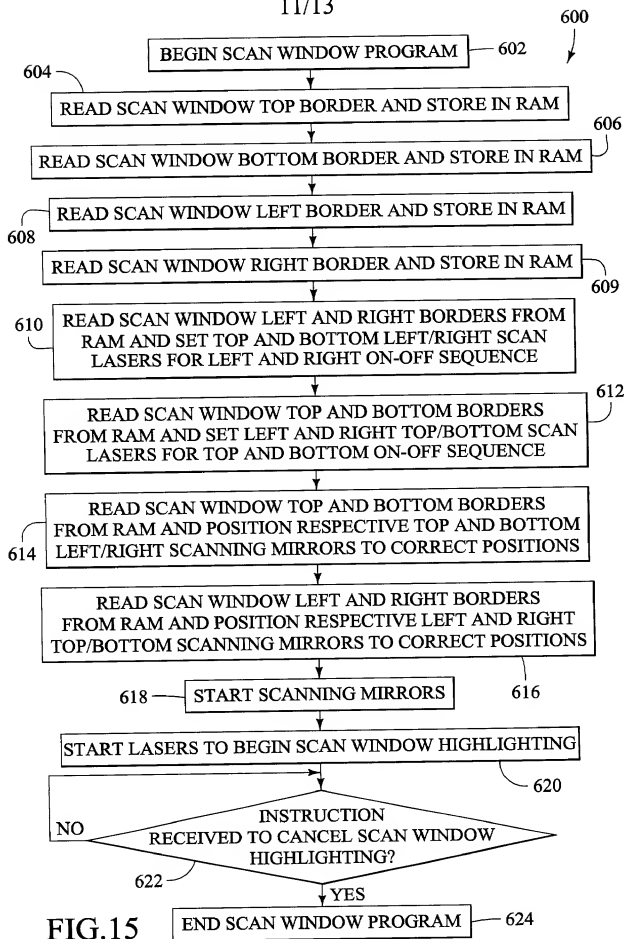 11/13
600
BEGIN SCAN WINDOW PROGRAM
602
604
READ SCAN WINDOW TOP BORDER AND STORE IN RAM
606
READ SCAN WINDOW BOTTOM BORDER AND STORE IN RAM
READ SCAN WINDOW LEFT BORDER AND STORE IN RAM
608
READ SCAN WINDOW RIGHT BORDER AND STORE IN RAM
609
610
READ SCAN WINDOW LEFT AND RIGHT BORDERS FROM
RAM AND SET TOP AND BOTTOM LEFT/RIGHT SCAN
LASERS FOR LEFT AND RIGHT ON-OFF SEQUENCE
612
READ SCAN WINDOW TOP AND BOTTOM BORDERS
FROM RAM AND SET LEFT AND RIGHT TOP/BOTTOM SCAN
LASERS FOR TOP AND BOTTOM ON-OFF SEQUENCE
READ SCAN WINDOW TOP AND BOTTOM BORDERS
FROM RAM AND POSITION RESPECTIVE TOP AND BOTTOM
LEFT/RIGHT SCANNING MIRRORS TO CORRECT POSITIONS
614
READ SCAN WINDOW LEFT AND RIGHT BORDERS
FROM RAM AND POSITION RESPECTIVE LEFT AND RIGHT
TOP/BOTTOM SCANNING MIRRORS TO CORRECT POSITIONS
616
618
START SCANNING MIRRORS
START LASERS TO BEGIN SCAN WINDOW HIGHLIGHTING
620
INSTRUCTION
RECEIVED TO CANCEL SCAN WINDOW
HIGHLIGHTING?
NO
622
YES
END SCAN WINDOW PROGRAM
624
FIG.15